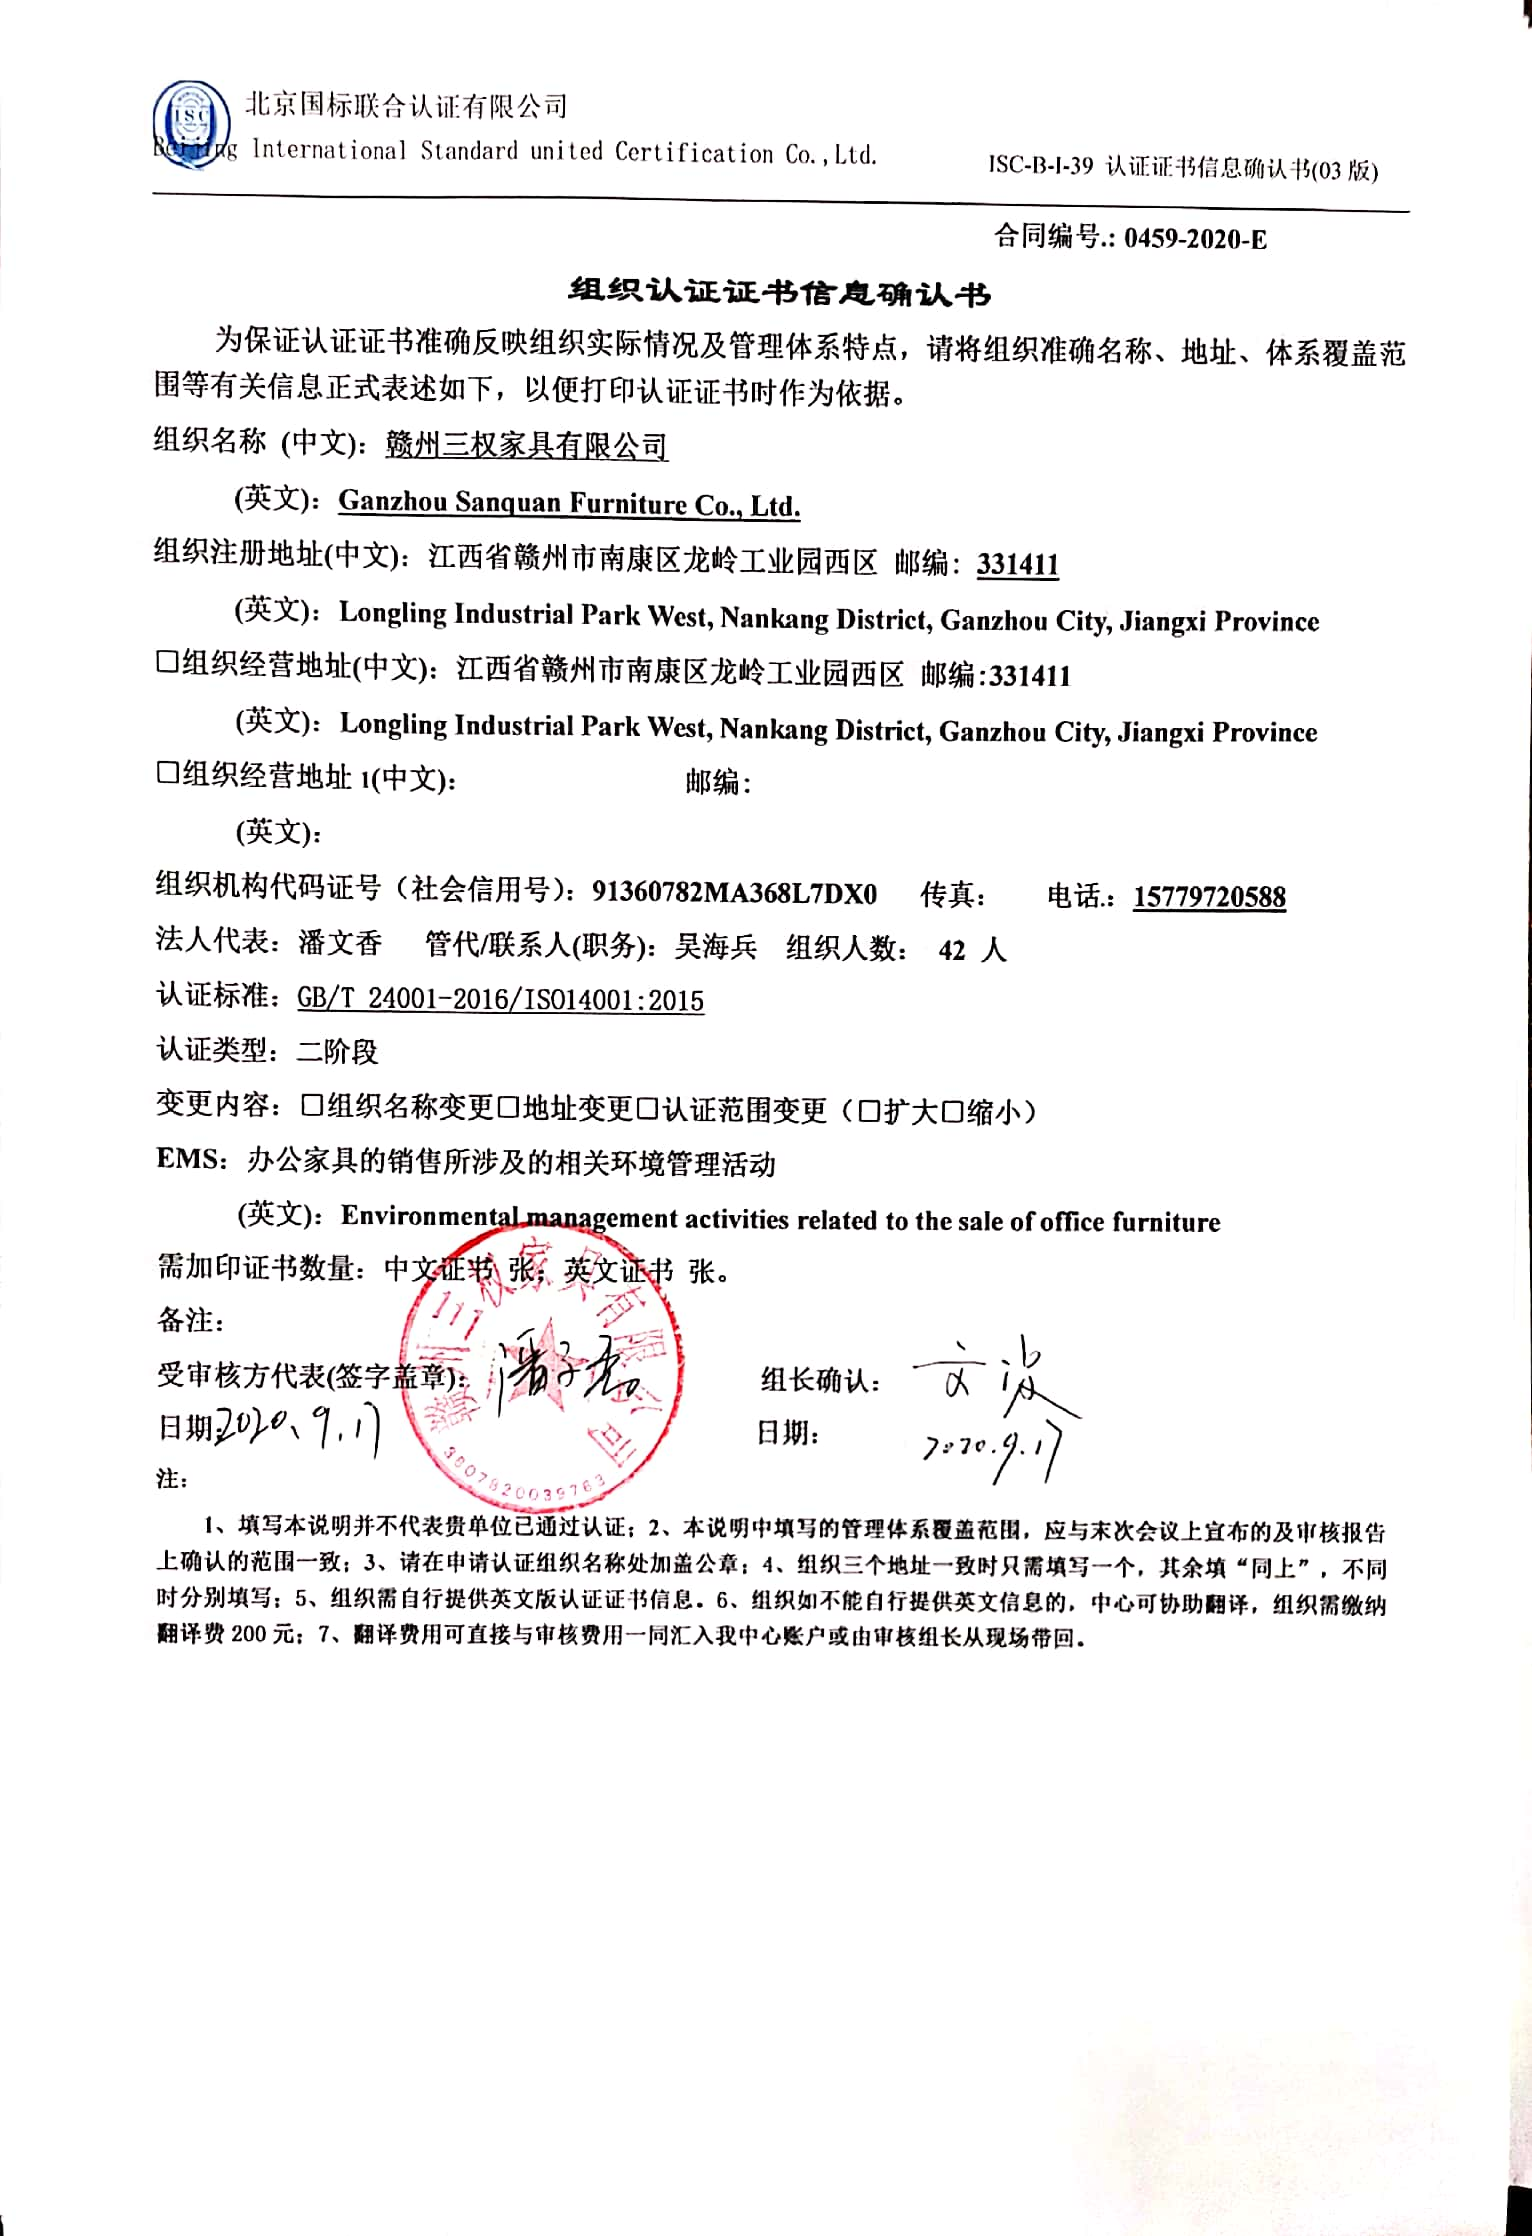 ISC
北京国标联合认证有限公司
Beijing International Standard united Certification Co.,Ltd.
ISC-B-I-39 认证证书信息确认书(03 版)
合同编号.: 0459-2020-E
组织认证证书信息确认书
为保证认证证书准确反映组织实际情况及管理体系特点，请将组织准确名称、地址、体系覆盖范
围等有关信息正式表述如下，以便打印认证证书时作为依据。
组织名称 (中文)：赣州三权家具有限公司
(英文)：Ganzhou Sanquan Furniture Co., Ltd.
组织注册地址(中文)：江西省赣州市南康区龙岭工业园西区 邮编：331411
(英文)：Longling Industrial Park West, Nankang District, Ganzhou City, Jiangxi Province
□组织经营地址(中文)：江西省赣州市南康区龙岭工业园西区 邮编:331411
(英文)：Longling Industrial Park West, Nankang District, Ganzhou City, Jiangxi Province
□组织经营地址 1(中文)： 邮编：
(英文)：
组织机构代码证号（社会信用号）：91360782MA368L7DX0 传真： 电话.：15779720588
法人代表：潘文香 管代/联系人(职务)：吴海兵 组织人数： 42 人
认证标准：GB/T 24001-2016/ISO14001:2015
认证类型：二阶段
变更内容：□组织名称变更□地址变更□认证范围变更（□扩大□缩小）
EMS：办公家具的销售所涉及的相关环境管理活动
(英文)：Environmental management activities related to the sale of office furniture
需加印证书数量：中文证书 张；英文证书 张。
备注：
受审核方代表(签字盖章)： 组长确认：
日期:2020、9.17 日期： 2020.9.17
赣州三权家具有限公司
3607820039763
注：
1、填写本说明并不代表贵单位已通过认证；2、本说明中填写的管理体系覆盖范围，应与末次会议上宣布的及审核报告
上确认的范围一致；3、请在申请认证组织名称处加盖公章；4、组织三个地址一致时只需填写一个，其余填“同上”，不同
时分别填写；5、组织需自行提供英文版认证证书信息。6、组织如不能自行提供英文信息的，中心可协助翻译，组织需缴纳
翻译费 200 元；7、翻译费用可直接与审核费用一同汇入我中心账户或由审核组长从现场带回。